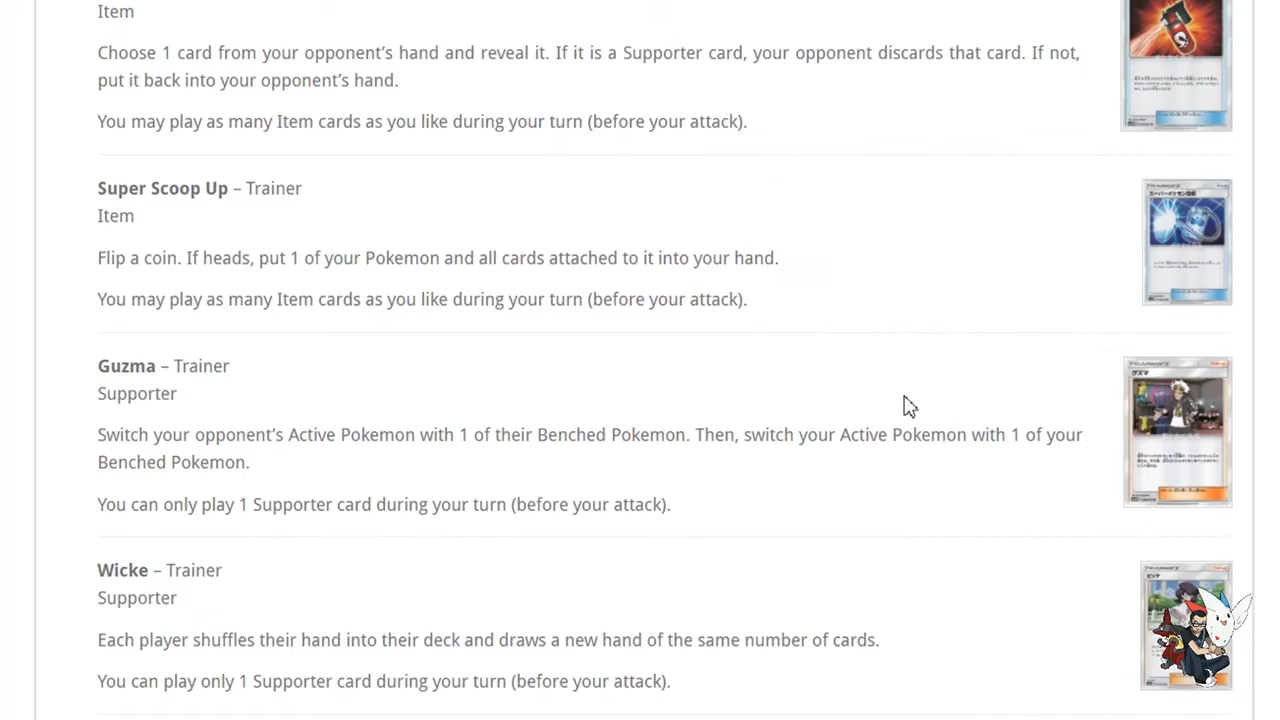 Item
Choose 1 card from your opponent’s hand and reveal it. If it is a Supporter card, your opponent discards that card. If not,
put it back into your opponent’s hand.
You may play as many Item cards as you like during your turn (before your attack).
Super Scoop Up – Trainer
Item
Flip a coin. If heads, put 1 of your Pokemon and all cards attached to it into your hand.
You may play as many Item cards as you like during your turn (before your attack).
Guzma – Trainer
Supporter
Switch your opponent’s Active Pokemon with 1 of their Benched Pokemon. Then, switch your Active Pokemon with 1 of your
Benched Pokemon.
You can only play 1 Supporter card during your turn (before your attack).
グズマ
Wicke – Trainer
Supporter
Each player shuffles their hand into their deck and draws a new hand of the same number of cards.
You can play only 1 Supporter card during your turn (before your attack).